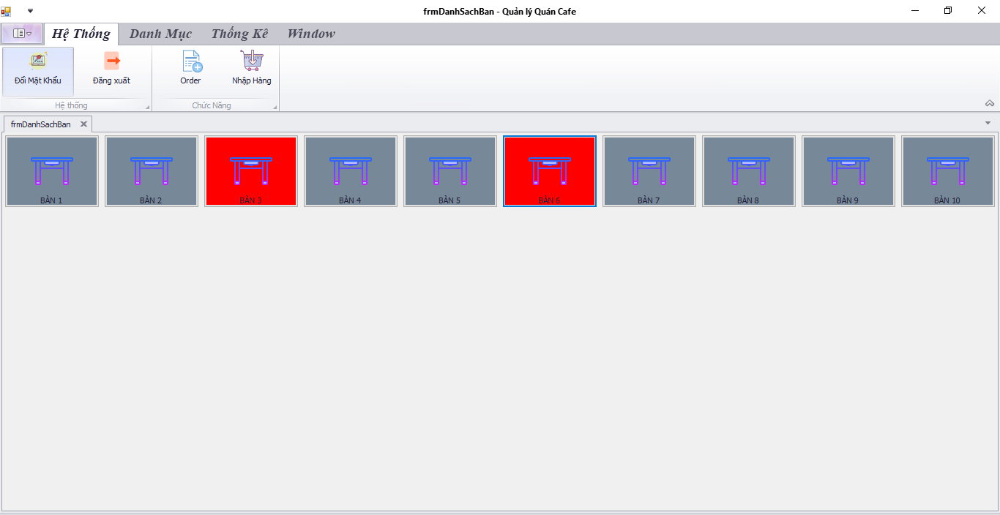 frmDanhSachBan - Quản lý Quán Cafe
Hệ Thống Danh Mục Thống Kê Window
Đổi Mật Khẩu Đăng xuất Order Nhập Hàng
Hệ thống Chức Năng
frmDanhSachBan
BÀN 1 BÀN 2 BÀN 3 BÀN 4 BÀN 5 BÀN 6 BÀN 7 BÀN 8 BÀN 9 BÀN 10